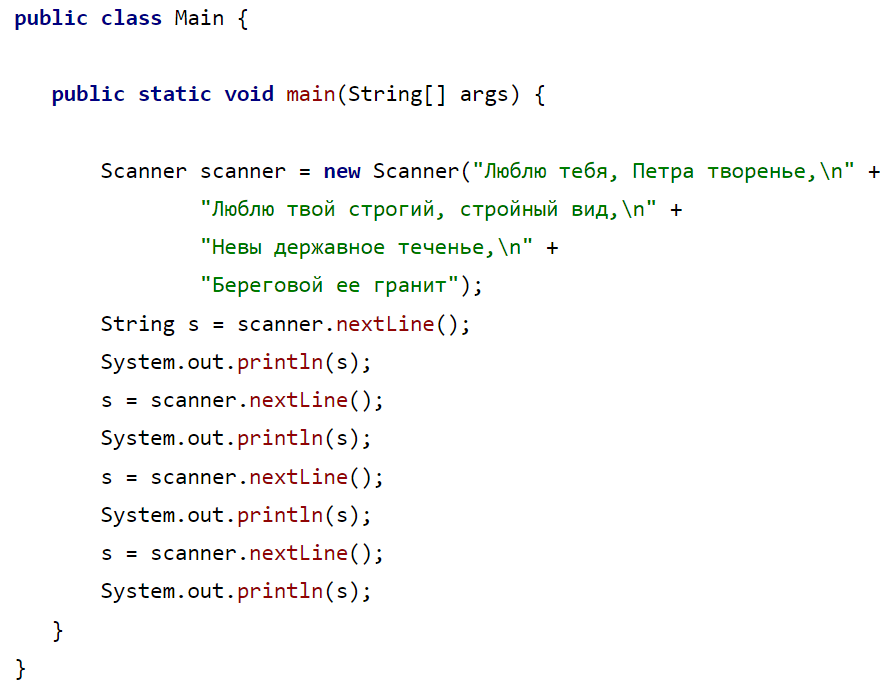 public class Main {
public static void main(String[] args) {
Scanner scanner = new Scanner("Люблю тебя, Петра творенье,\n" +
"Люблю твой строгий, стройный вид,\n" +
"Невы державное теченье,\n" +
"Береговой ее гранит");
String s = scanner.nextLine();
System.out.println(s);
s = scanner.nextLine();
System.out.println(s);
s = scanner.nextLine();
System.out.println(s);
s = scanner.nextLine();
System.out.println(s);
}
}